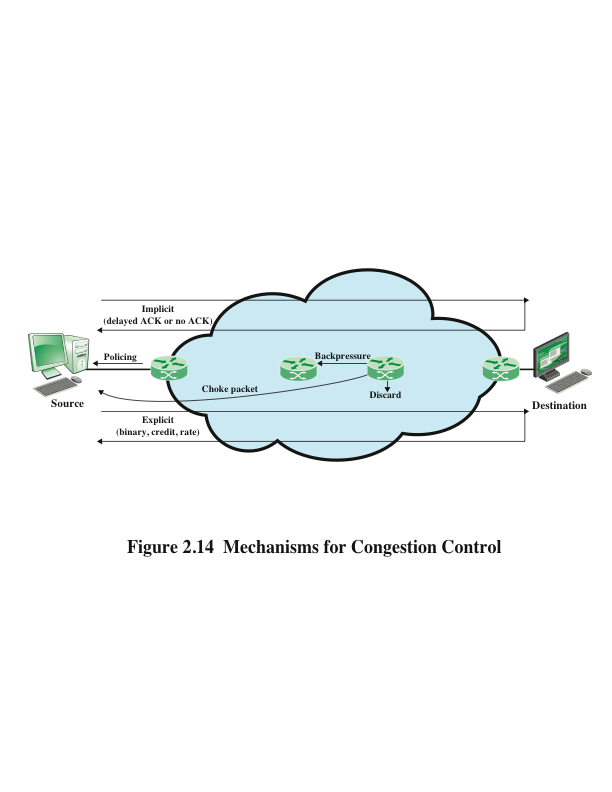 Implicit
(delayed ACK or no ACK)
Policing
Backpressure
Choke packet
Discard
Source
Destination
Explicit
(binary, credit, rate)
Figure 2.14 Mechanisms for Congestion Control